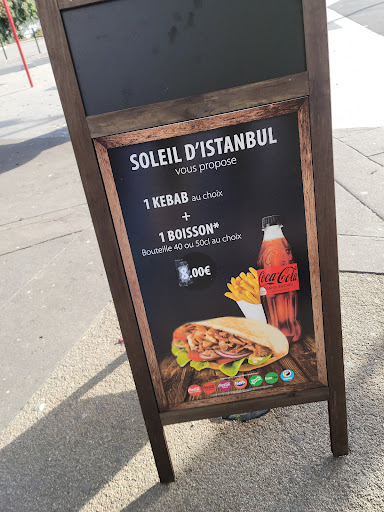 SOLEIL D'ISTANBUL
vous propose
1 KEBAB au choix
+
1 BOISSON*
Bouteille 40 ou 50cl au choix
8,00€
Coca-Cola